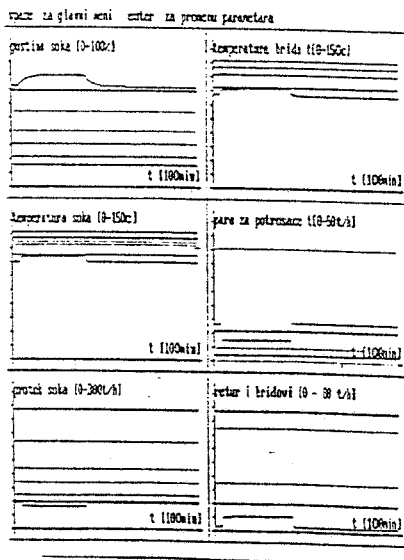 space za glavni meni enter za promenu parametara
gustina soka [0-100%]
t [100min]
temperatura brida t[0-150c]
t [100min]
temperatura soka [0-150c]
t [100min]
para za potrosace t[0-50t/h]
t [100min]
protok soka [0-300t/h]
t [100min]
retur i bridovi [0 - 80 t/h]
t [100min]